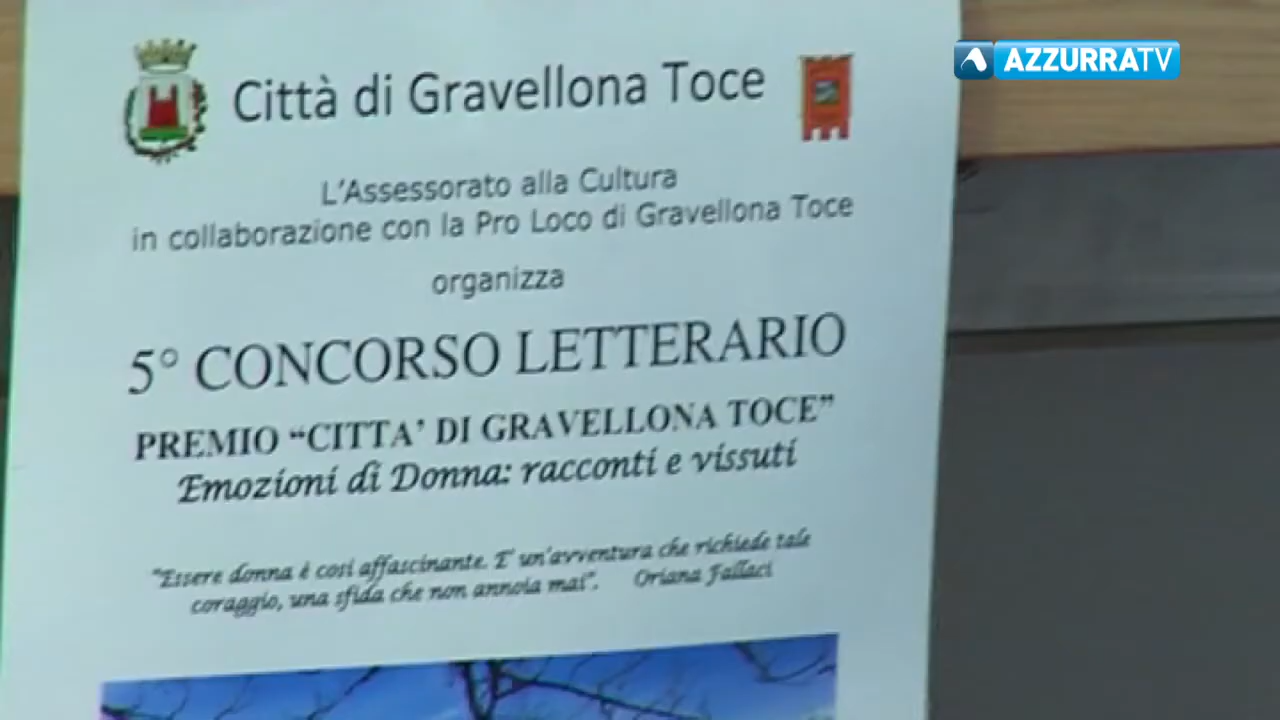 AZZURRATV
Città di Gravellona Toce
L'Assessorato alla Cultura
in collaborazione con la Pro Loco di Gravellona Toce
organizza
5° CONCORSO LETTERARIO
PREMIO “CITTA’ DI GRAVELLONA TOCE”
Emozioni di Donna: racconti e vissuti
“Essere donna è così affascinante. E’ un’avventura che richiede tale
coraggio, una sfida che non annoia mai”. Oriana Fallaci